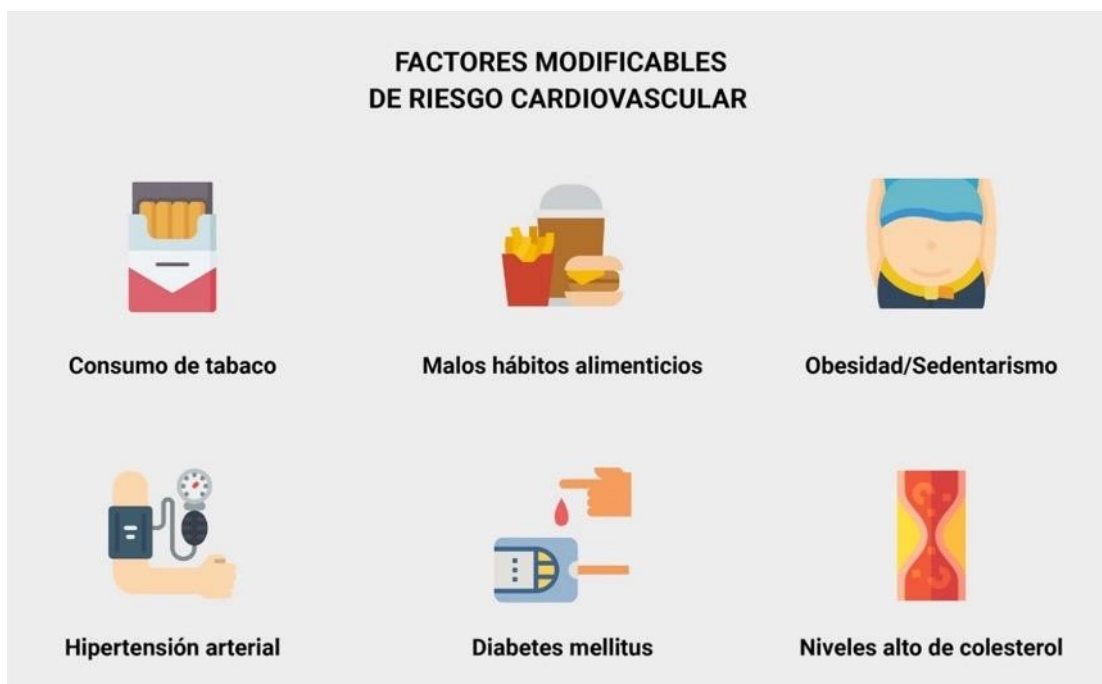 FACTORES MODIFICABLES
DE RIESGO CARDIOVASCULAR
Consumo de tabaco
Malos hábitos alimenticios
Obesidad/Sedentarismo
Hipertensión arterial
Diabetes mellitus
Niveles alto de colesterol